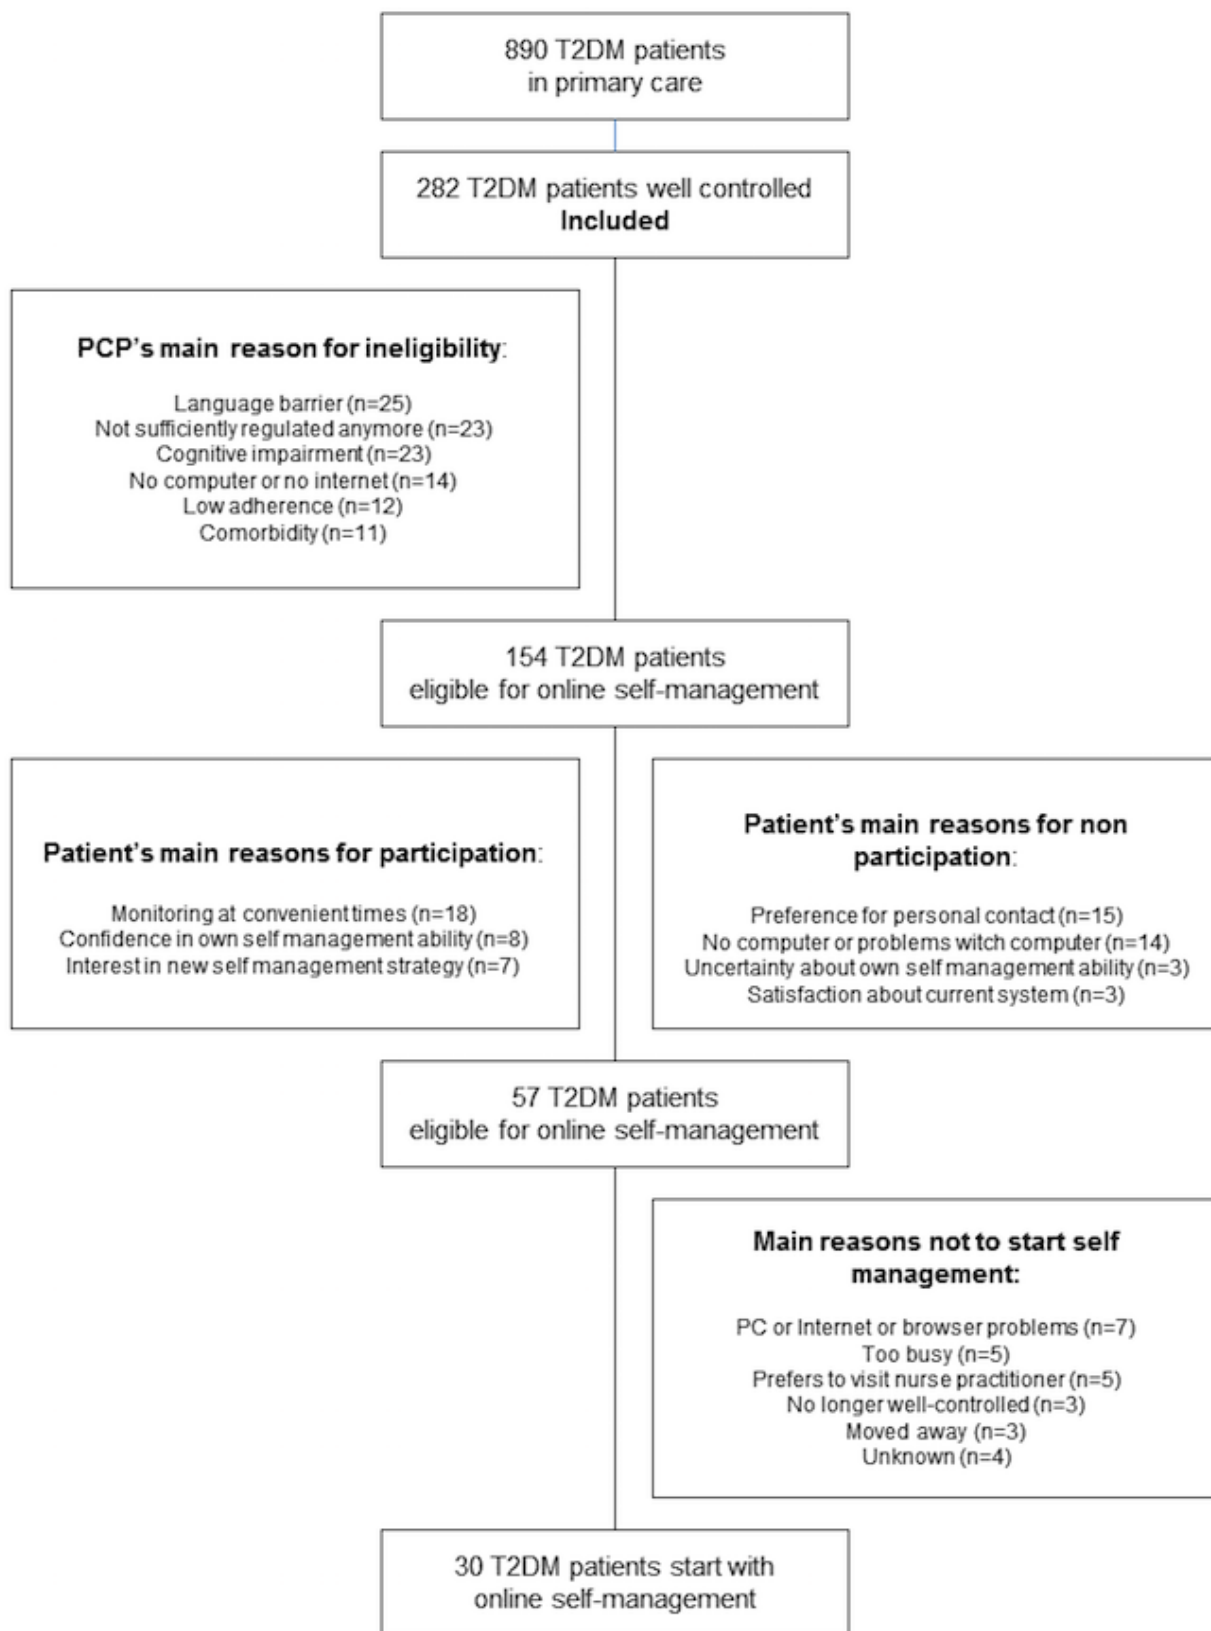 890 T2DM patients
in primary care
282 T2DM patients well controlled
Included
PCP's main reason for ineligibility:
Language barrier (n=25)
Not sufficiently regulated anymore (n=23)
Cognitive impairment (n=23)
No computer or no internet (n=14)
Low adherence (n=12)
Comorbidity (n=11)
154 T2DM patients
eligible for online self-management
Patient's main reasons for participation:
Monitoring at convenient times (n=18)
Confidence in own self management ability (n=8)
Interest in new self management strategy (n=7)
Patient's main reasons for non
participation:
Preference for personal contact (n=15)
No computer or problems witch computer (n=14)
Uncertainty about own self management ability (n=3)
Satisfaction about current system (n=3)
57 T2DM patients
eligible for online self-management
Main reasons not to start self
management:
PC or Internet or browser problems (n=7)
Too busy (n=5)
Prefers to visit nurse practitioner (n=5)
No longer well-controlled (n=3)
Moved away (n=3)
Unknown (n=4)
30 T2DM patients start with
online self-management